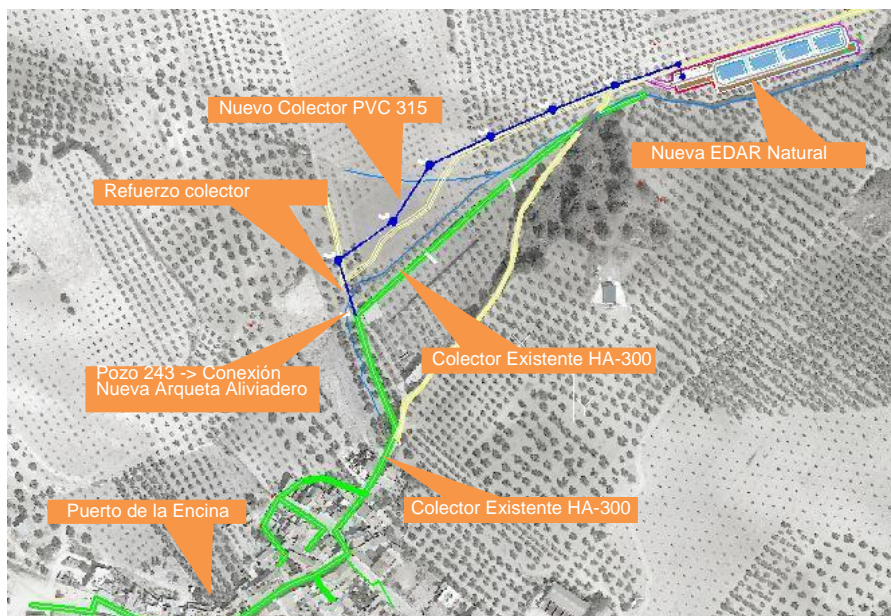 Nuevo Colector PVC 315
Nueva EDAR Natural
Refuerzo colector
Colector Existente HA-300
Pozo 243 -> Conexión
Nueva Arqueta Aliviadero
Puerto de la Encina
Colector Existente HA-300